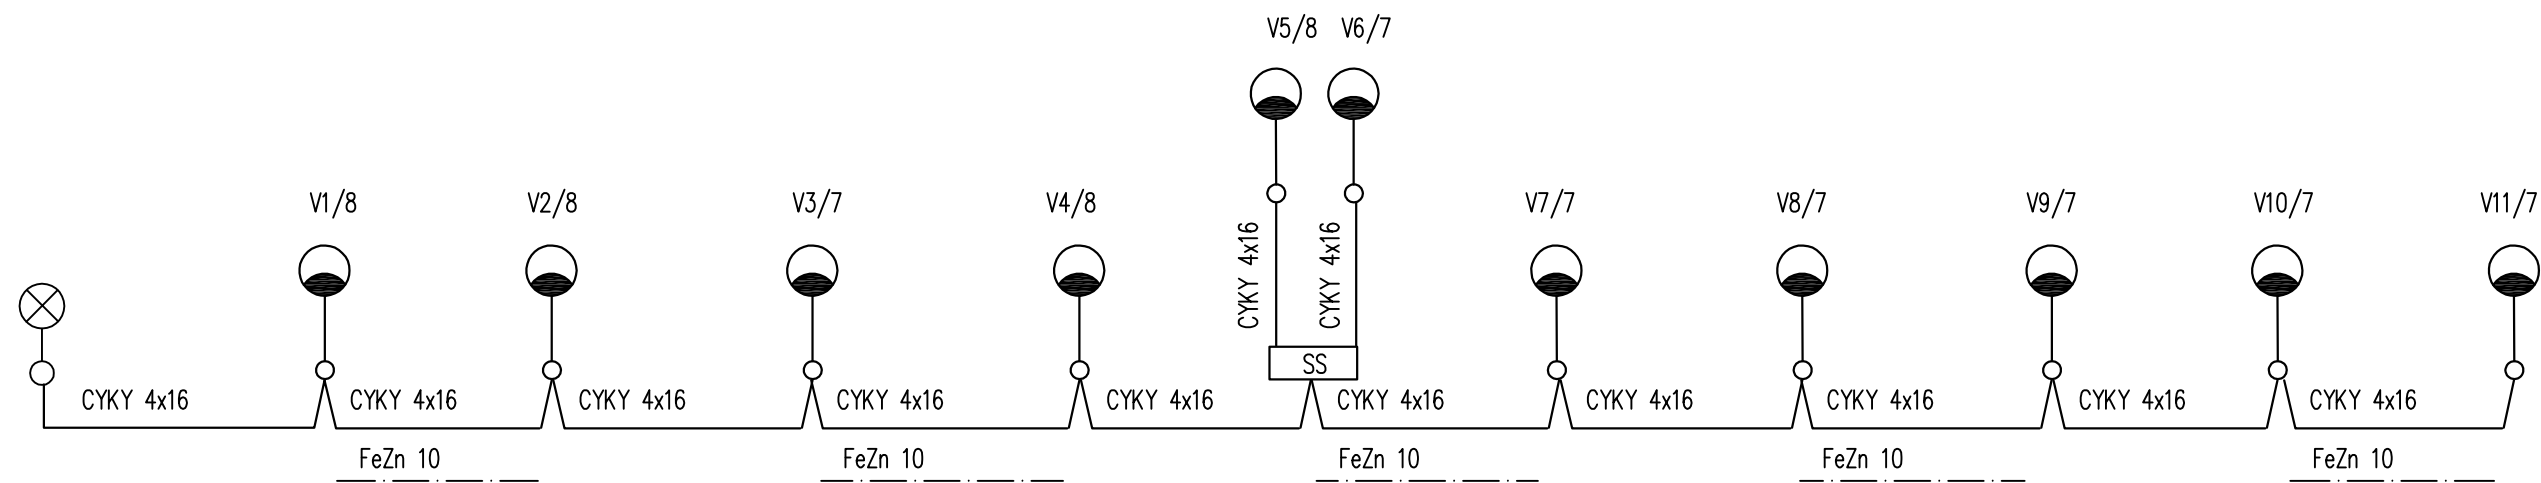 V5/8 V6/7
V1/8 V2/8 V3/7 V4/8 V7/7 V8/7 V9/7 V10/7 V11/7
CYKY 4x16 CYKY 4x16
SS
CYKY 4x16 CYKY 4x16 CYKY 4x16 CYKY 4x16 CYKY 4x16 CYKY 4x16 CYKY 4x16 CYKY 4x16 CYKY 4x16 CYKY 4x16
FeZn 10 FeZn 10 FeZn 10 FeZn 10 FeZn 10